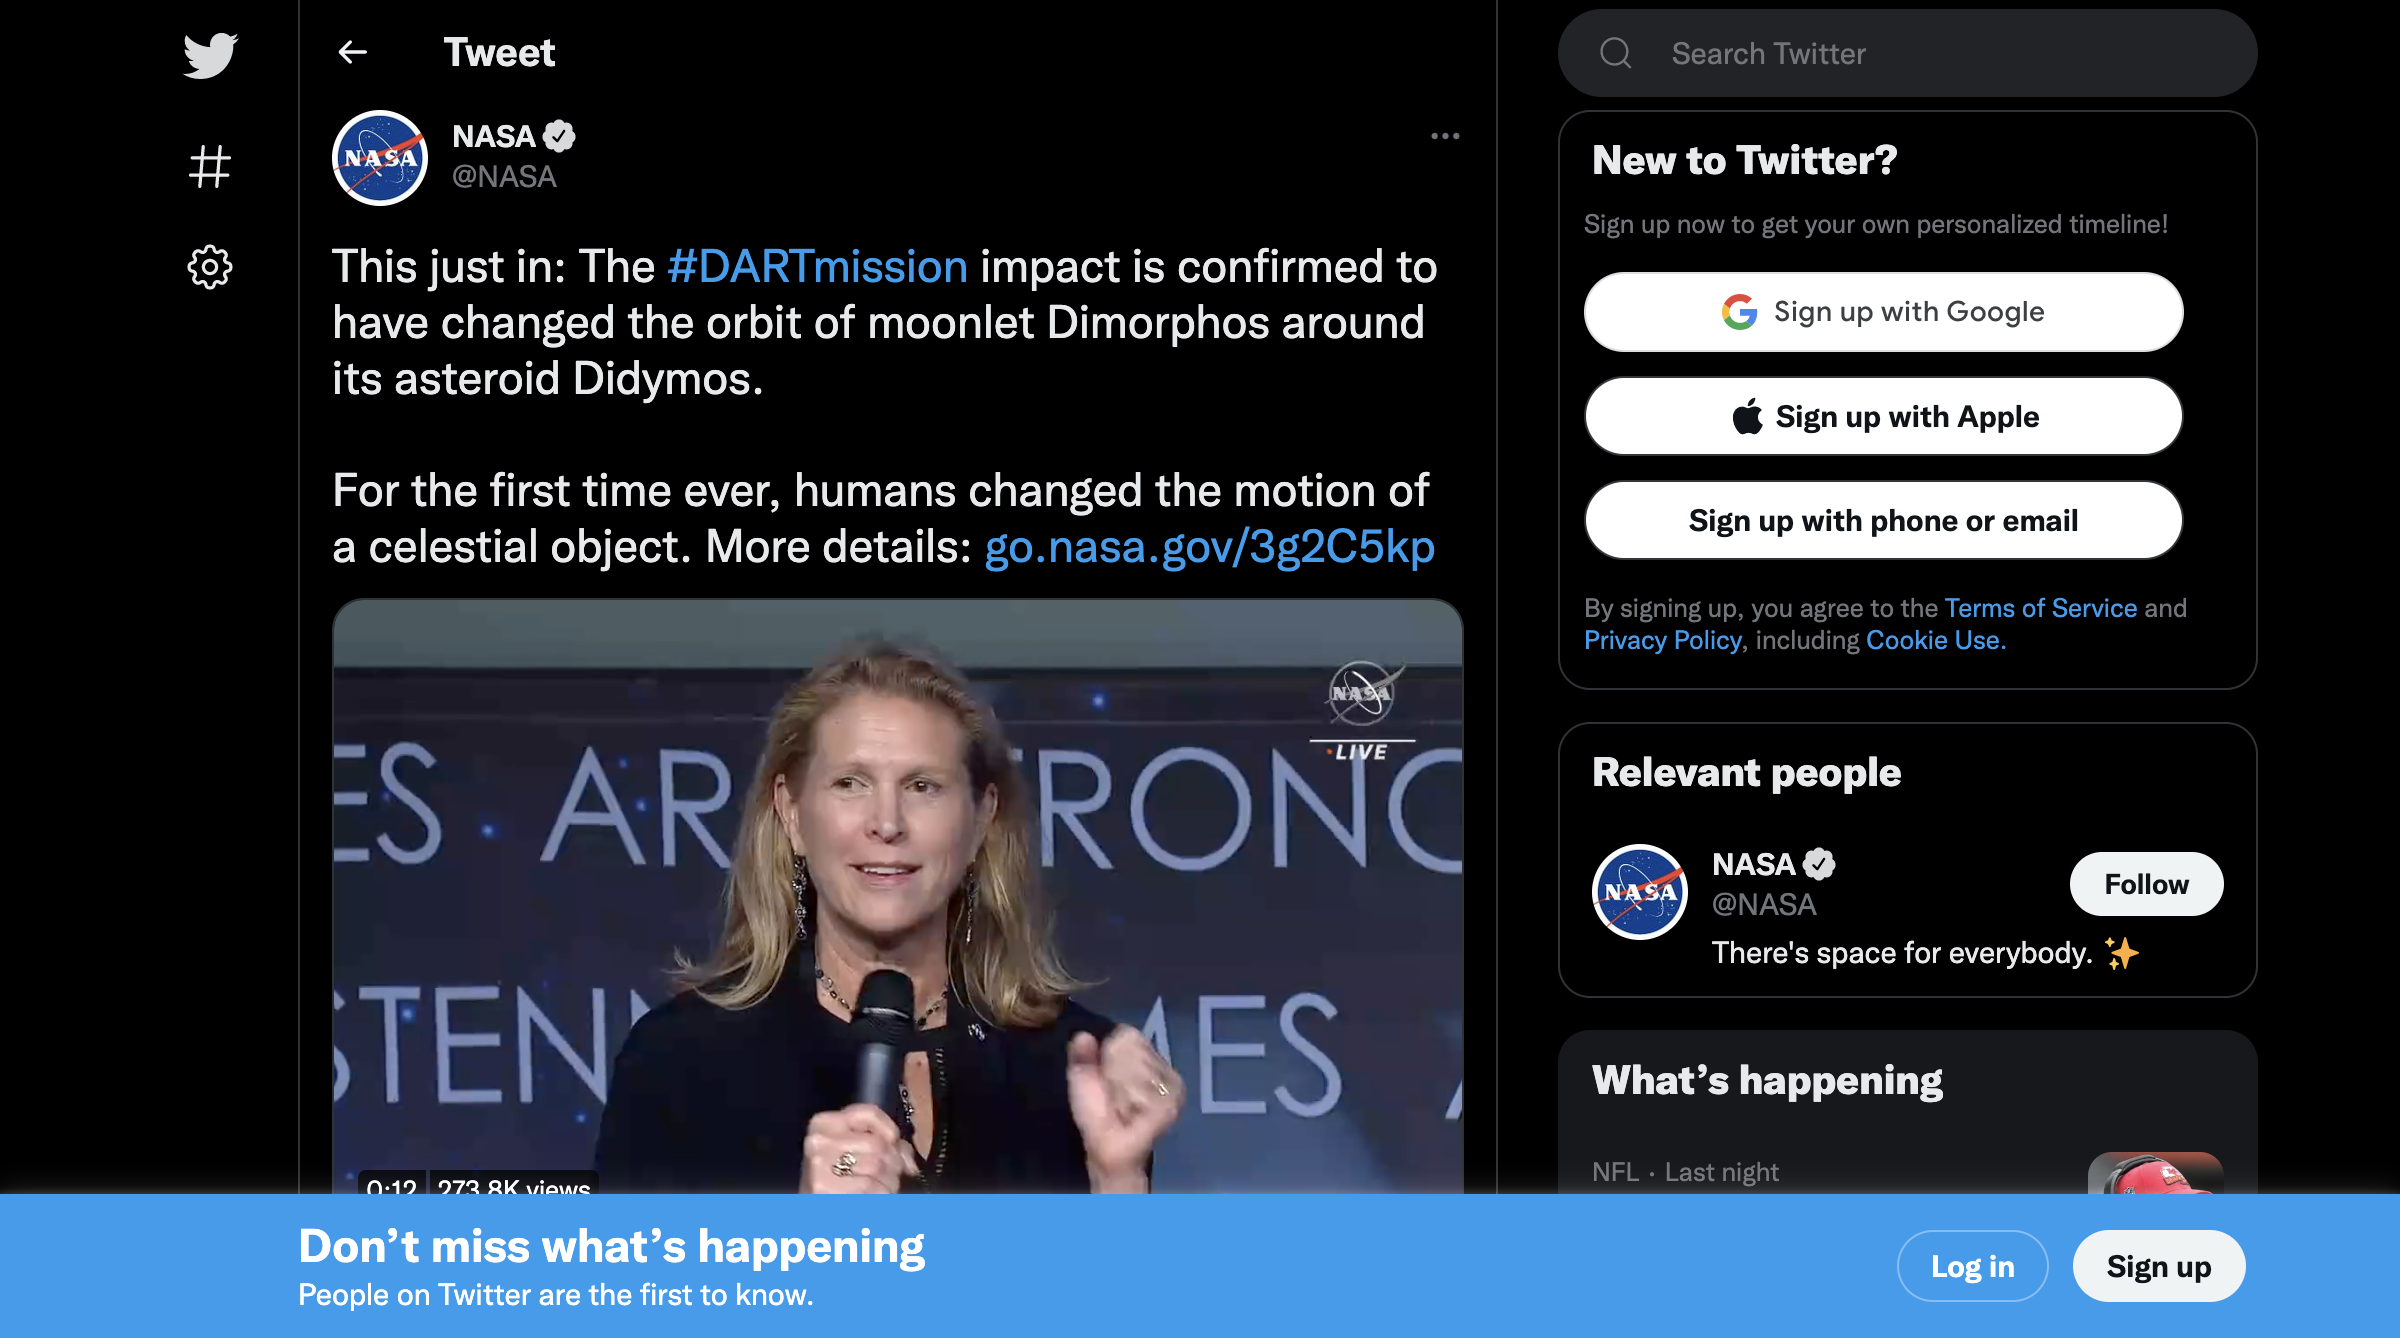 Tweet
NASA
@NASA
This just in: The #DARTmission impact is confirmed to
have changed the orbit of moonlet Dimorphos around
its asteroid Didymos.
For the first time ever, humans changed the motion of
a celestial object. More details: go.nasa.gov/3g2C5kp
NASA
LIVE
ES · AR RONG
STENN MES
0:12 273.8K views
Search Twitter
New to Twitter?
Sign up now to get your own personalized timeline!
Sign up with Google
Sign up with Apple
Sign up with phone or email
By signing up, you agree to the Terms of Service and
Privacy Policy, including Cookie Use.
Relevant people
NASA
NASA
@NASA
Follow
There's space for everybody. ✨
What’s happening
NFL · Last night
Don’t miss what’s happening
People on Twitter are the first to know.
Log in
Sign up